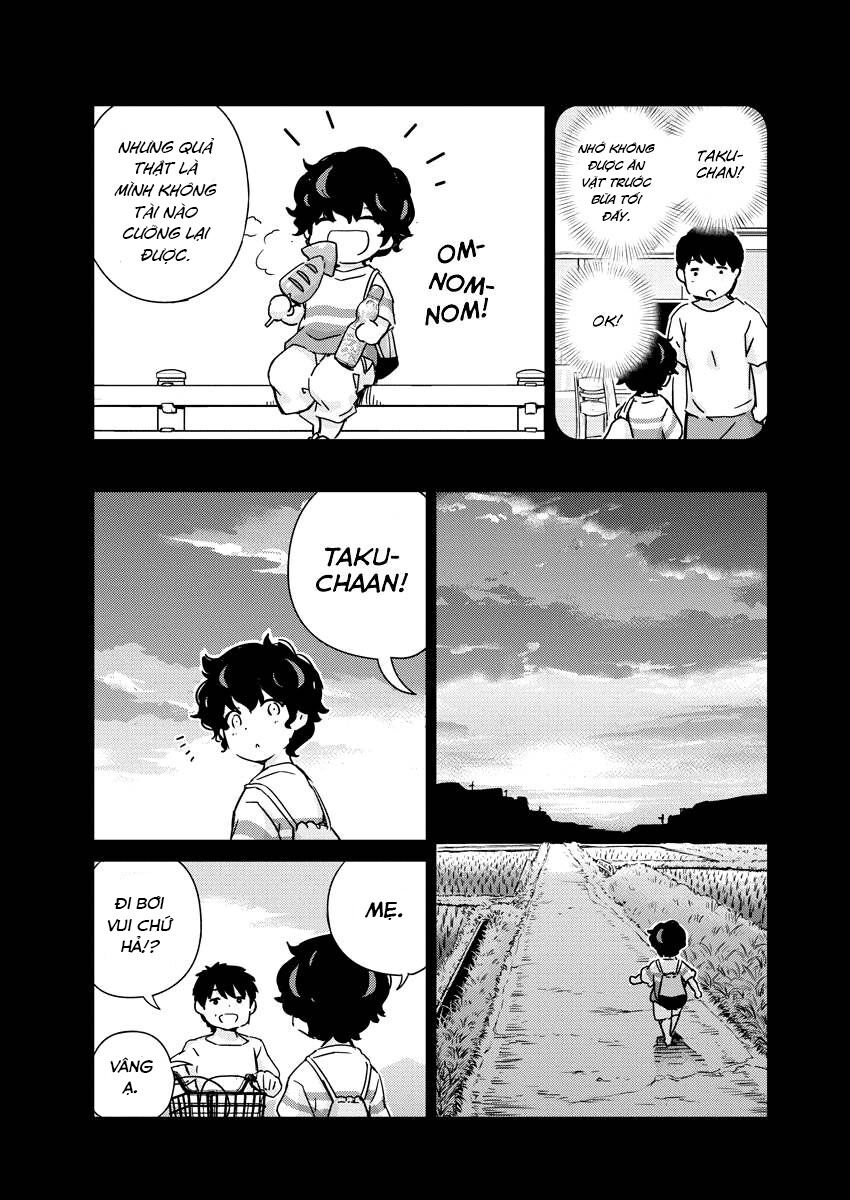 TAKU-
CHAN!
NHỚ KHÔNG
ĐƯỢC ĂN
VẶT TRƯỚC
BỮA TỐI
ĐẤY.
OK!
NHƯNG QUẢ
THẬT LÀ
MÌNH KHÔNG
TÀI NÀO
CƯỠNG LẠI
ĐƯỢC.
OM-
NOM-
NOM!
TAKU-
CHAAN!
MẸ.
ĐI BƠI
VUI CHỨ
HẢ!?
VÂNG
Ạ.